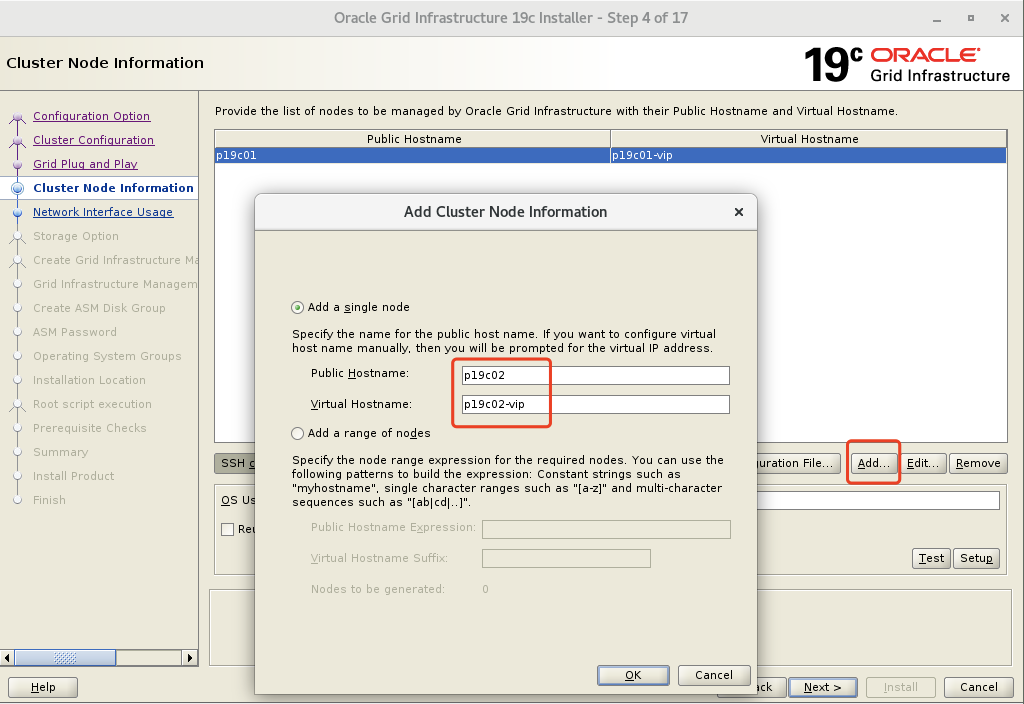 Oracle Grid Infrastructure 19c Installer - Step 4 of 17
Cluster Node Information
19c ORACLE
Grid Infrastructure
Configuration Option
Cluster Configuration
Grid Plug and Play
Cluster Node Information
Network Interface Usage
Storage Option
Create Grid Infrastructure Ma
Grid Infrastructure Managem
Create ASM Disk Group
ASM Password
Operating System Groups
Installation Location
Root script execution
Prerequisite Checks
Summary
Install Product
Finish
Provide the list of nodes to be managed by Oracle Grid Infrastructure with their Public Hostname and Virtual Hostname.
Public Hostname Virtual Hostname
p19c01 p19c01-vip
Add Cluster Node Information
Add a single node
Specify the name for the public host name. If you want to configure virtual
host name manually, then you will be prompted for the virtual IP address.
Public Hostname: p19c02
Virtual Hostname: p19c02-vip
Add a range of nodes
Specify the node range expression for the required nodes. You can use the
following patterns to build the expression: Constant strings such as
"myhostname", single character ranges such as "[a-z]" and multi-character
sequences such as "[ab|cd|..]".
Public Hostname Expression:
Virtual Hostname Suffix:
Nodes to be generated: 0
OK Cancel
SSH guration File... Add... Edit... Remove
OS Us
Reu
Test Setup
Help ack Next > Install Cancel